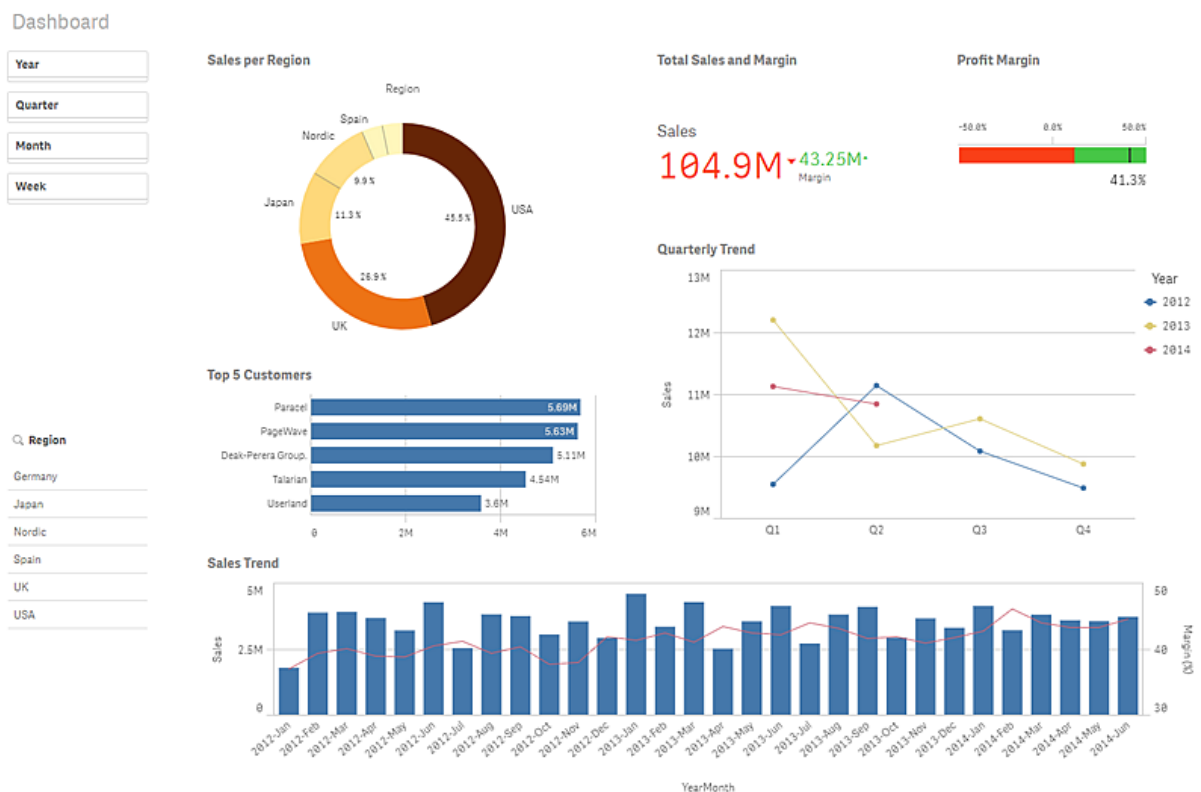 Dashboard
Year
Quarter
Month
Week
Region
Germany
Japan
Nordic
Spain
UK
USA
Sales per Region
Region
Spain
Nordic
Japan
UK
USA
9.9%
11.3%
26.9%
45.5%
Total Sales and Margin
Sales
104.9M
43.25M
Margin
Profit Margin
-50.0% 0.0% 50.0%
41.3%
Quarterly Trend
Sales
13M
12M
11M
10M
9M
Q1 Q2 Q3 Q4
Year
2012
2013
2014
Top 5 Customers
Paracel 5.69M
PageWave 5.63M
Deak-Perera Group. 5.11M
Talarian 4.54M
Userland 3.6M
0 2M 4M 6M
Sales Trend
Sales
5M
2.5M
0
50
40
30
Margin (%)
2012-Jan 2012-Feb 2012-Mar 2012-Apr 2012-May 2012-Jun 2012-Jul 2012-Aug 2012-Sep 2012-Oct 2012-Nov 2012-Dec 2013-Jan 2013-Feb 2013-Mar 2013-Apr 2013-May 2013-Jun 2013-Jul 2013-Aug 2013-Sep 2013-Oct 2013-Nov 2013-Dec 2014-Jan 2014-Feb 2014-Mar 2014-Apr 2014-May 2014-Jun
YearMonth